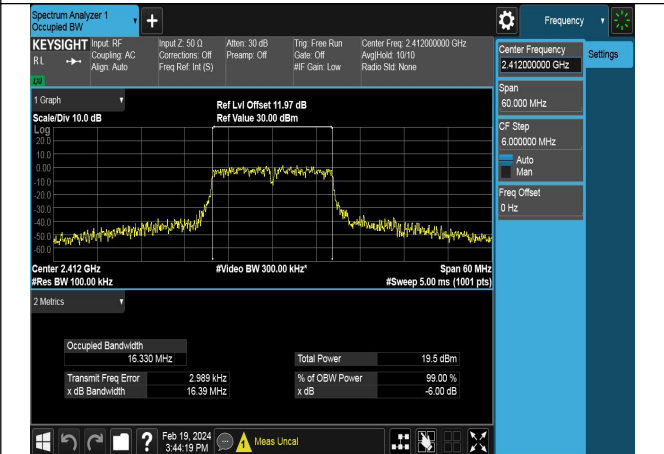 Spectrum Analyzer 1
Occupied BW
+
Frequency
KEYSIGHT
R L
Input: RF
Coupling: AC
Align: Auto
Input Z: 50 Ω
Corrections: Off
Freq Ref: Int (S)
Atten: 30 dB
Preamp: Off
Trig: Free Run
Gate: Off
#IF Gain: Low
Center Freq: 2.412000000 GHz
Avg|Hold: 10/10
Radio Std: None
1 Graph
Scale/Div 10.0 dB
Ref Lvl Offset 11.97 dB
Ref Value 30.00 dBm
Log
20.0
10.0
0.00
-10.0
-20.0
-30.0
-40.0
-50.0
-60.0
Center 2.412 GHz
#Video BW 300.00 kHz*
Span 60 MHz
#Res BW 100.00 kHz
#Sweep 5.00 ms (1001 pts)
2 Metrics
Occupied Bandwidth
16.330 MHz
Total Power 19.5 dBm
Transmit Freq Error 2.989 kHz
% of OBW Power 99.00 %
x dB Bandwidth 16.39 MHz
x dB -6.00 dB
Center Frequency
2.412000000 GHz
Settings
Span
60.000 MHz
CF Step
6.000000 MHz
Auto
Man
Freq Offset
0 Hz
?
Feb 19, 2024
3:44:19 PM
Meas Uncal